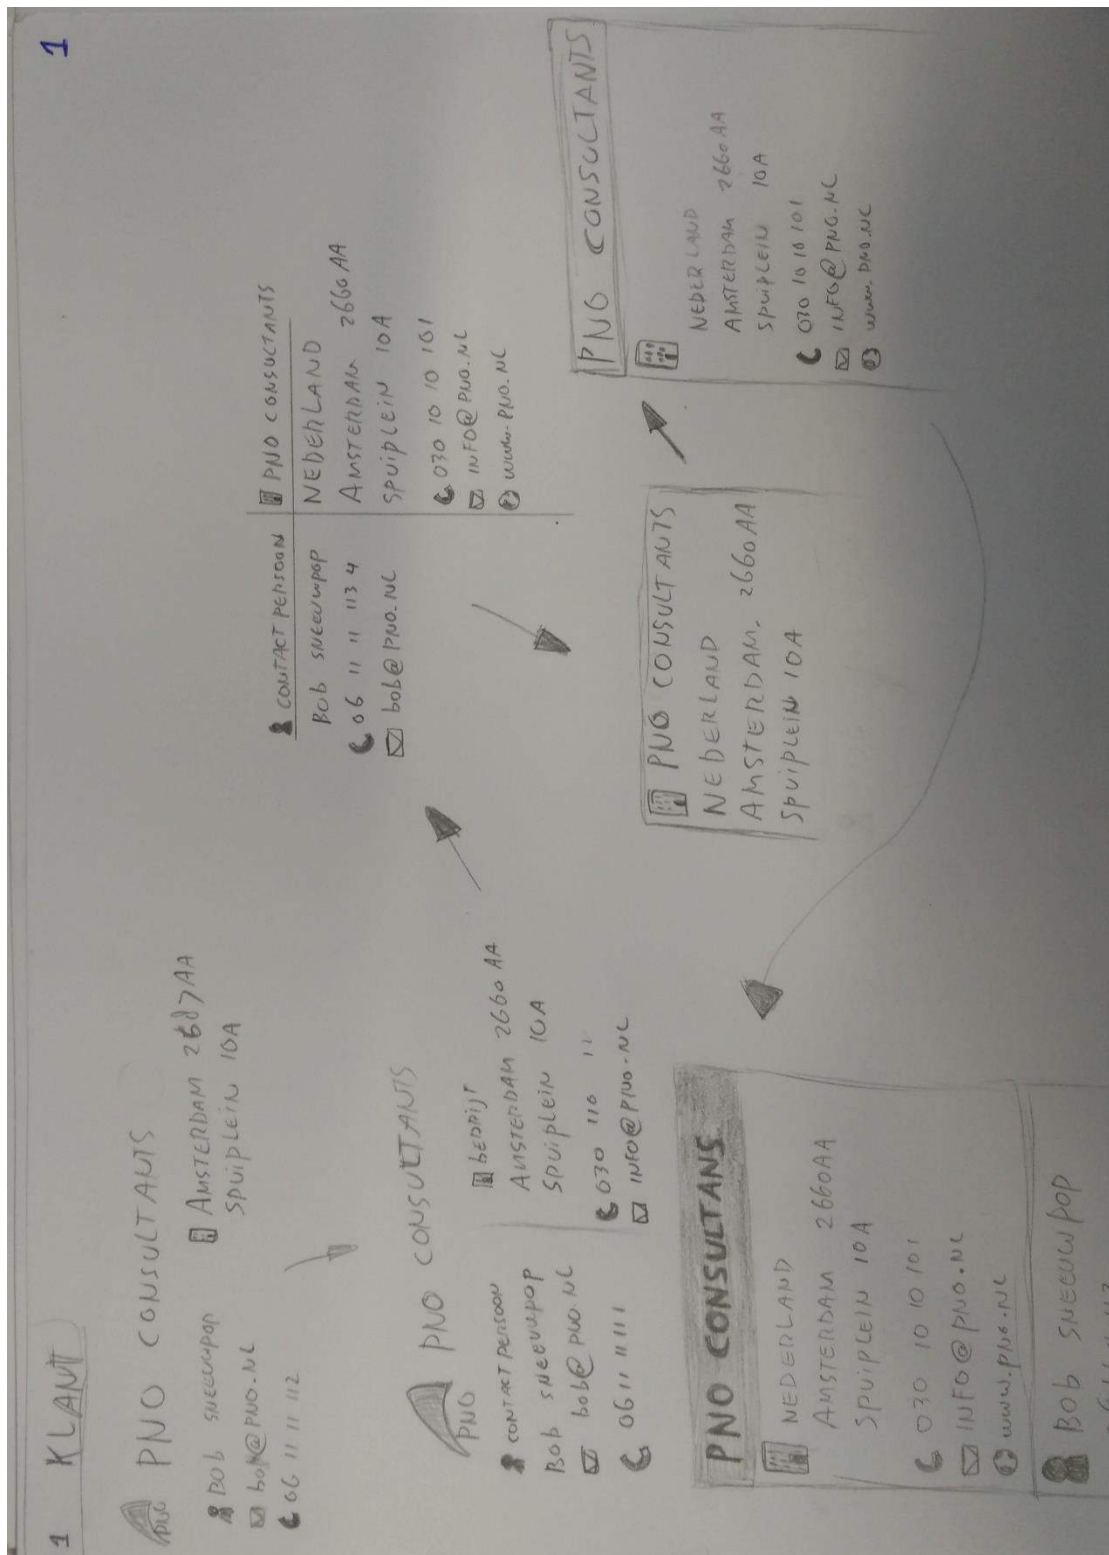 1 KLANT
1
PNO
PNO CONSULTANTS
Bob SNEEUWPOP
bob@PNO.NL
06 11 11 112
AMSTERDAM 2687AA
SPUIPLEIN 10A
PNO
PNO CONSULTANTS
CONTACT PERSOON
Bob SNEEUWPOP
bob@PNO.NL
06 11 11 111
bEDRIJf
AMSTERDAM 2660 AA
SPUIPLEIN 10A
030 110 11
INFO@PNO.NL
CONTACT PERSOON
Bob SNEEUWPOP
06 11 11 1134
bob@PNO.NL
PNO CONSULTANTS
NEDERLAND
AMSTERDAM 2660 AA
SPUIPLEIN 10A
030 10 10 101
INFO@PNO.NL
www.PNO.NL
PNO CONSULTANTS
NEDERLAND
AMSTERDAM. 2660AA
SPUIPLEIN 10A
PNO CONSULTANTS
NEDERLAND
AMSTERDAM 2660AA
SPUIPLEIN 10A
030 10 10 101
INFO@PNO.NL
www.PNO.NL
PNO CONSULTANS
NEDERLAND
AMSTERDAM 2660AA
SPUIPLEIN 10A
030 10 10 101
INFO@PNO.NL
www.PNO.NL
BOb SNEEUWPOP